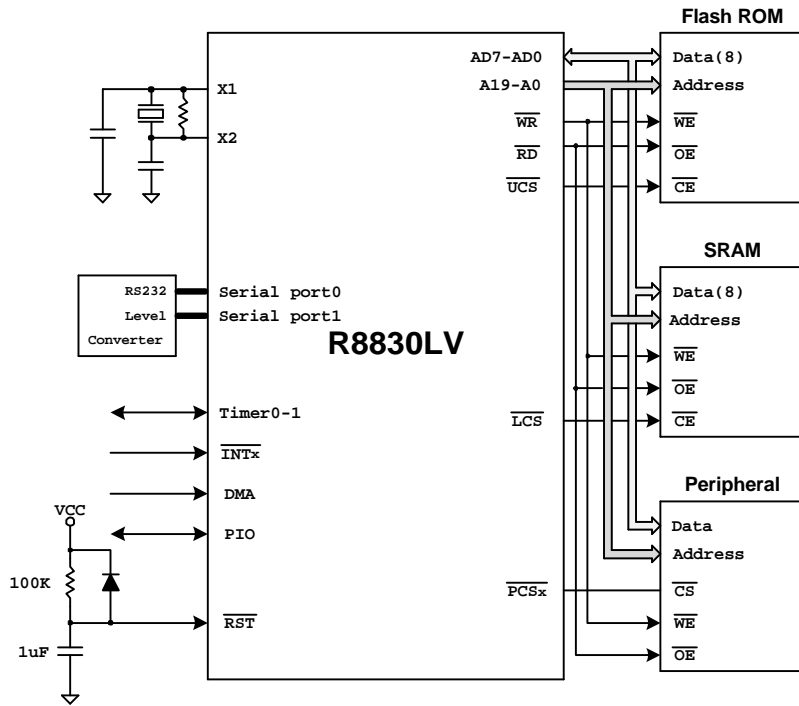 Flash ROM
AD7-AD0
Data(8)
X1
A19-A0
Address
WR
WE
X2
RD
OE
UCS
CE
SRAM
RS232
Serial port0
Data(8)
Level
Serial port1
Address
Converter
R8830LV
WE
OE
Timer0-1
LCS
CE
INTx
DMA
Peripheral
VCC
PIO
Data
Address
100K
PCSx
CS
RST
WE
1uF
OE